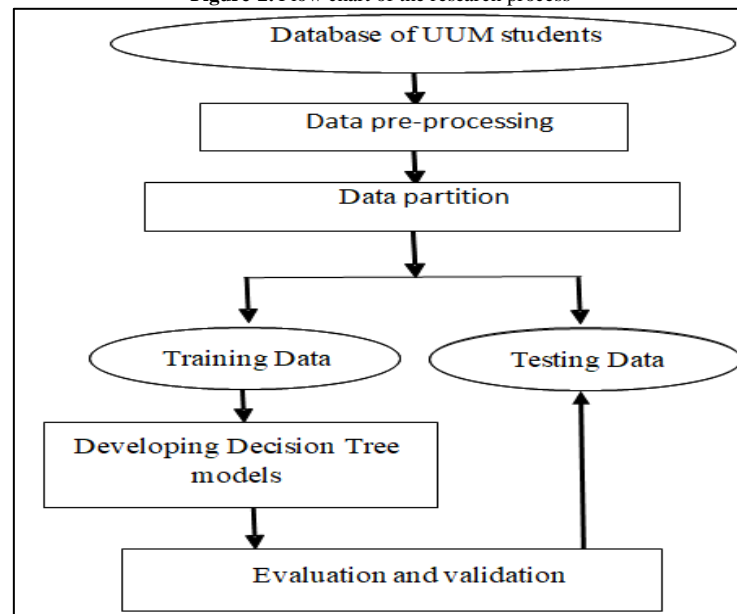 Database of UUM students
Data pre-processing
Data partition
Training Data
Testing Data
Developing Decision Tree
models
Evaluation and validation